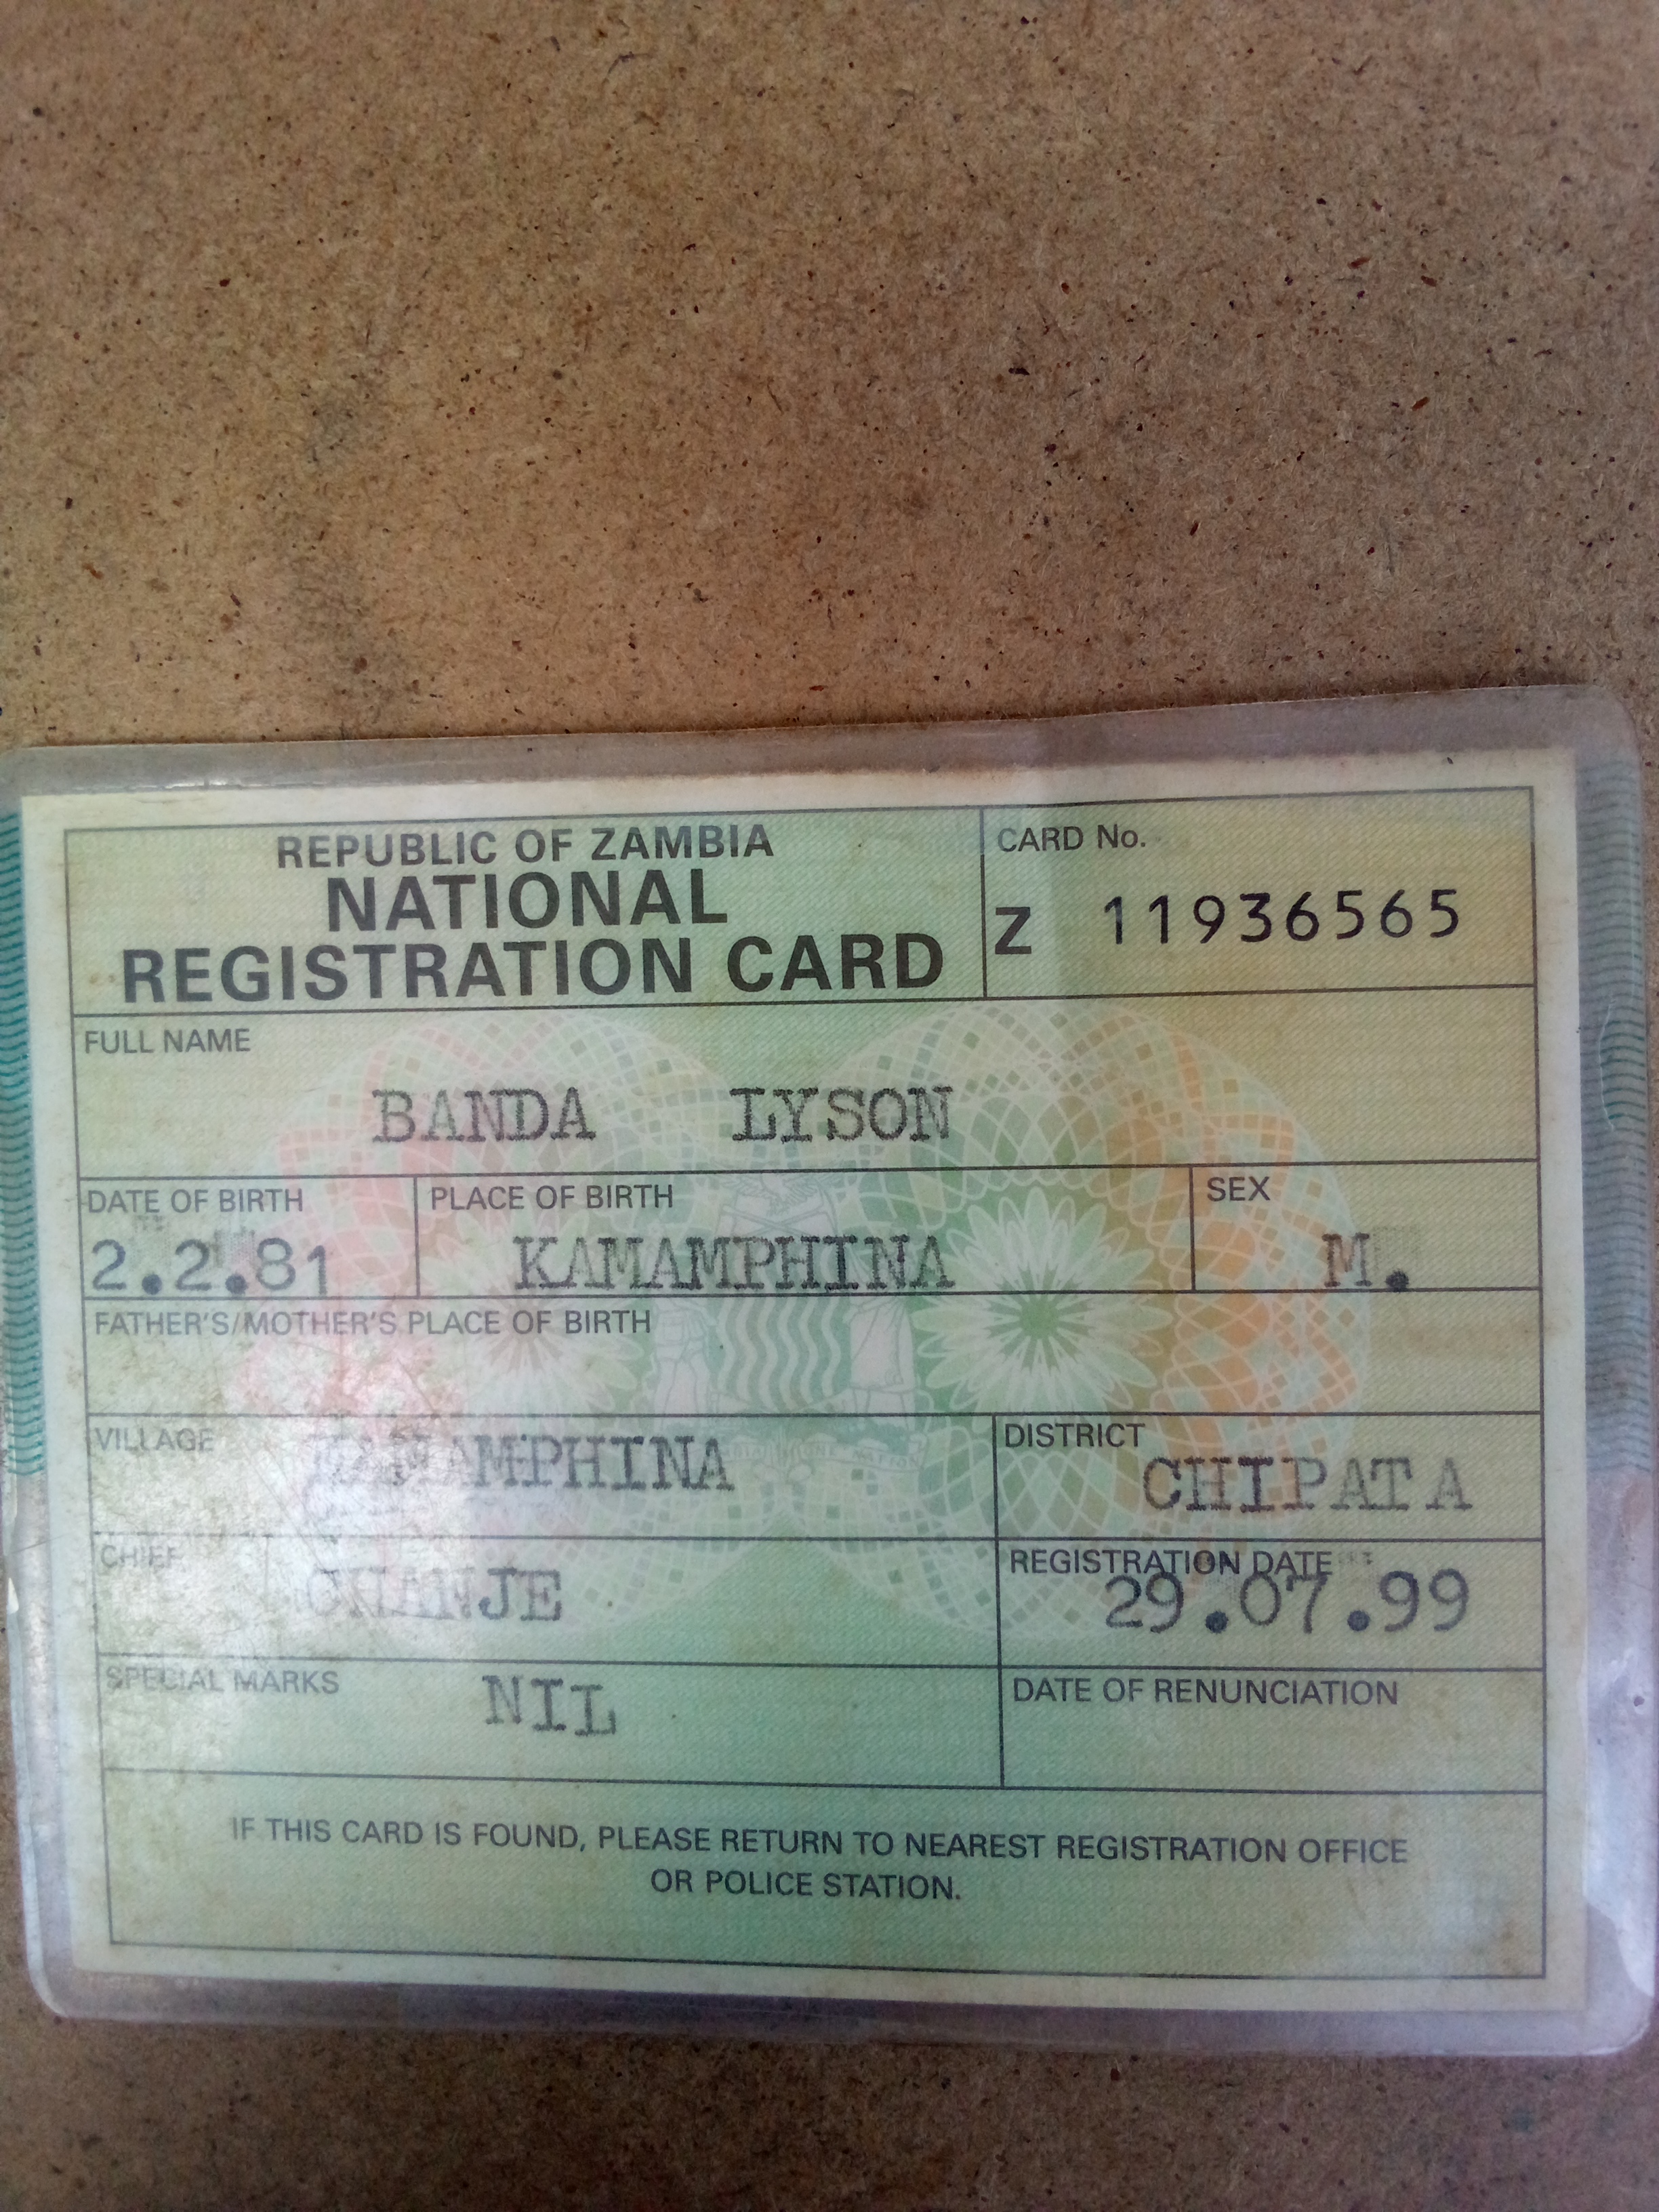 REPUBLIC OF ZAMBIA
NATIONAL
REGISTRATION CARD
CARD No.
Z 11936565
FULL NAME
BANDA LYSON
DATE OF BIRTH
2.2.81
PLACE OF BIRTH
KAMAMPHINA
SEX
M.
FATHER'S/MOTHER'S PLACE OF BIRTH
VILLAGE
KAMAMPHINA
DISTRICT
CHIPATA
CHIEF
CHANJE
REGISTRATION DATE
29.07.99
SPECIAL MARKS
NIL
DATE OF RENUNCIATION
IF THIS CARD IS FOUND, PLEASE RETURN TO NEAREST REGISTRATION OFFICE
OR POLICE STATION.